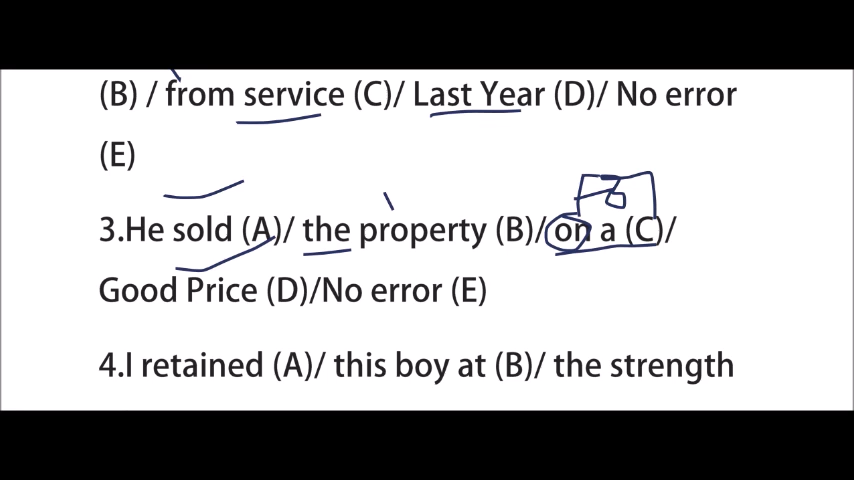 (B) / from service (C)/ Last Year (D)/ No error
(E)
3.He sold (A)/ the property (B)/ on a (C)/
Good Price (D)/No error (E)
4.I retained (A)/ this boy at (B)/ the strength